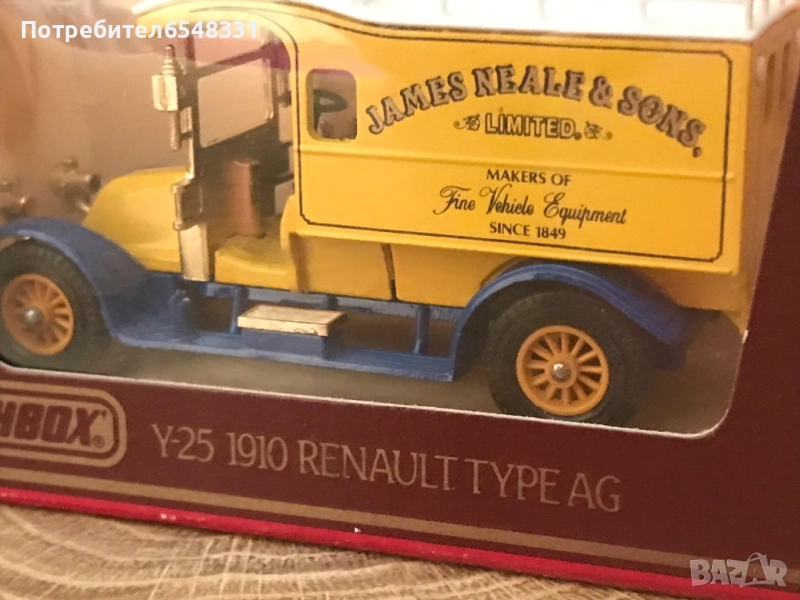 Потребител6548331
JAMES NEALE & SONS,
LIMITED.
MAKERS OF
Fine Vehicle Equipment
SINCE 1849
HBOX®
Y-25 1910 RENAULT TYPE AG
BAZAR